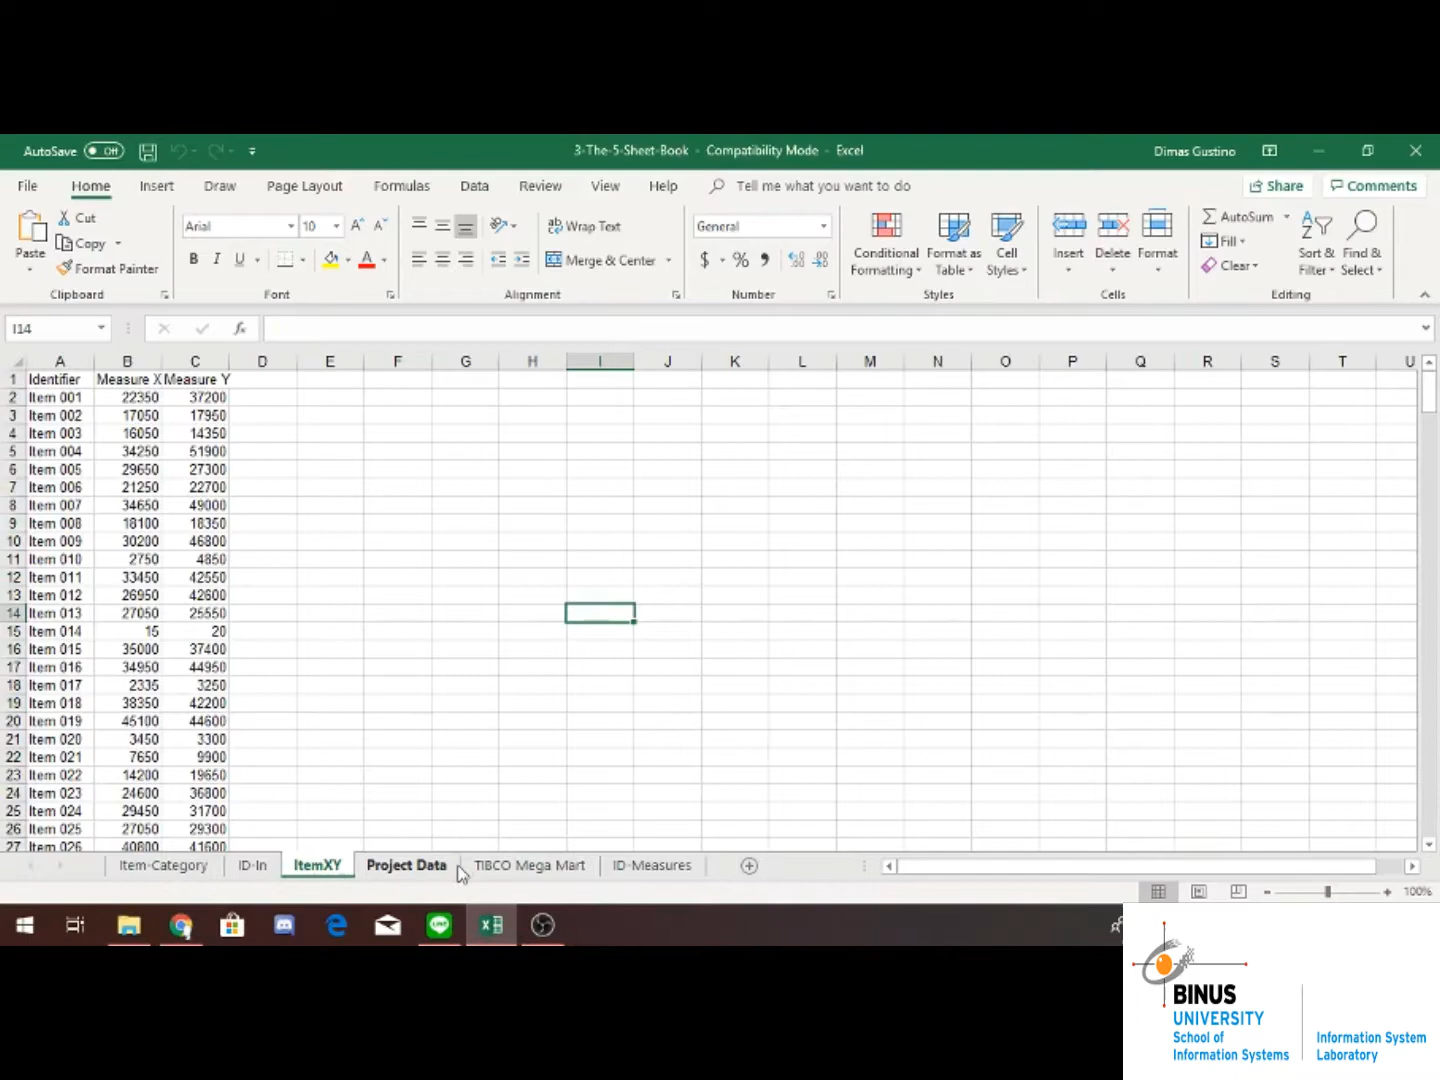 AutoSave Off
3-The-5-Sheet-Book - Compatibility Mode - Excel
Dimas Gustino
File Home Insert Draw Page Layout Formulas Data Review View Help Tell me what you want to do Share Comments
Paste
Cut
Copy
Format Painter
Clipboard
Arial 10
B I U A
Font
Wrap Text
Merge & Center
Alignment
General
$ % ,
Number
Conditional Formatting
Format as Table
Cell Styles
Styles
Insert Delete Format
Cells
AutoSum
Fill
Clear
Sort & Filter
Find & Select
Editing
I14 fx
A B C D E F G H I J K L M N O P Q R S T U
1 Identifier Measure X Measure Y
2 Item 001 22350 37200
3 Item 002 17050 17950
4 Item 003 16050 14350
5 Item 004 34250 51900
6 Item 005 29650 27300
7 Item 006 21250 22700
8 Item 007 34650 49000
9 Item 008 18100 18350
10 Item 009 30200 46800
11 Item 010 2750 4850
12 Item 011 33450 42550
13 Item 012 26950 42600
14 Item 013 27050 25550
15 Item 014 15 20
16 Item 015 35000 37400
17 Item 016 34950 44950
18 Item 017 2335 3250
19 Item 018 38350 42200
20 Item 019 45100 44600
21 Item 020 3450 3300
22 Item 021 7650 9900
23 Item 022 14200 19650
24 Item 023 24600 36800
25 Item 024 29450 31700
26 Item 025 27050 29300
27 Item 026 40800 41600
Item-Category ID-In ItemXY Project Data TIBCO Mega Mart ID-Measures
100%
BINUS
UNIVERSITY
School of
Information Systems
Information System
Laboratory